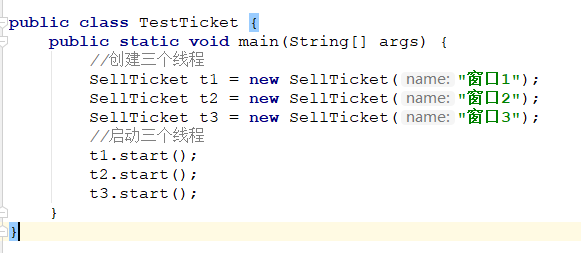 public class TestTicket {
    public static void main(String[] args) {
        //创建三个线程
        SellTicket t1 = new SellTicket( name: "窗口1");
        SellTicket t2 = new SellTicket( name: "窗口2");
        SellTicket t3 = new SellTicket( name: "窗口3");
        //启动三个线程
        t1.start();
        t2.start();
        t3.start();
    }
}